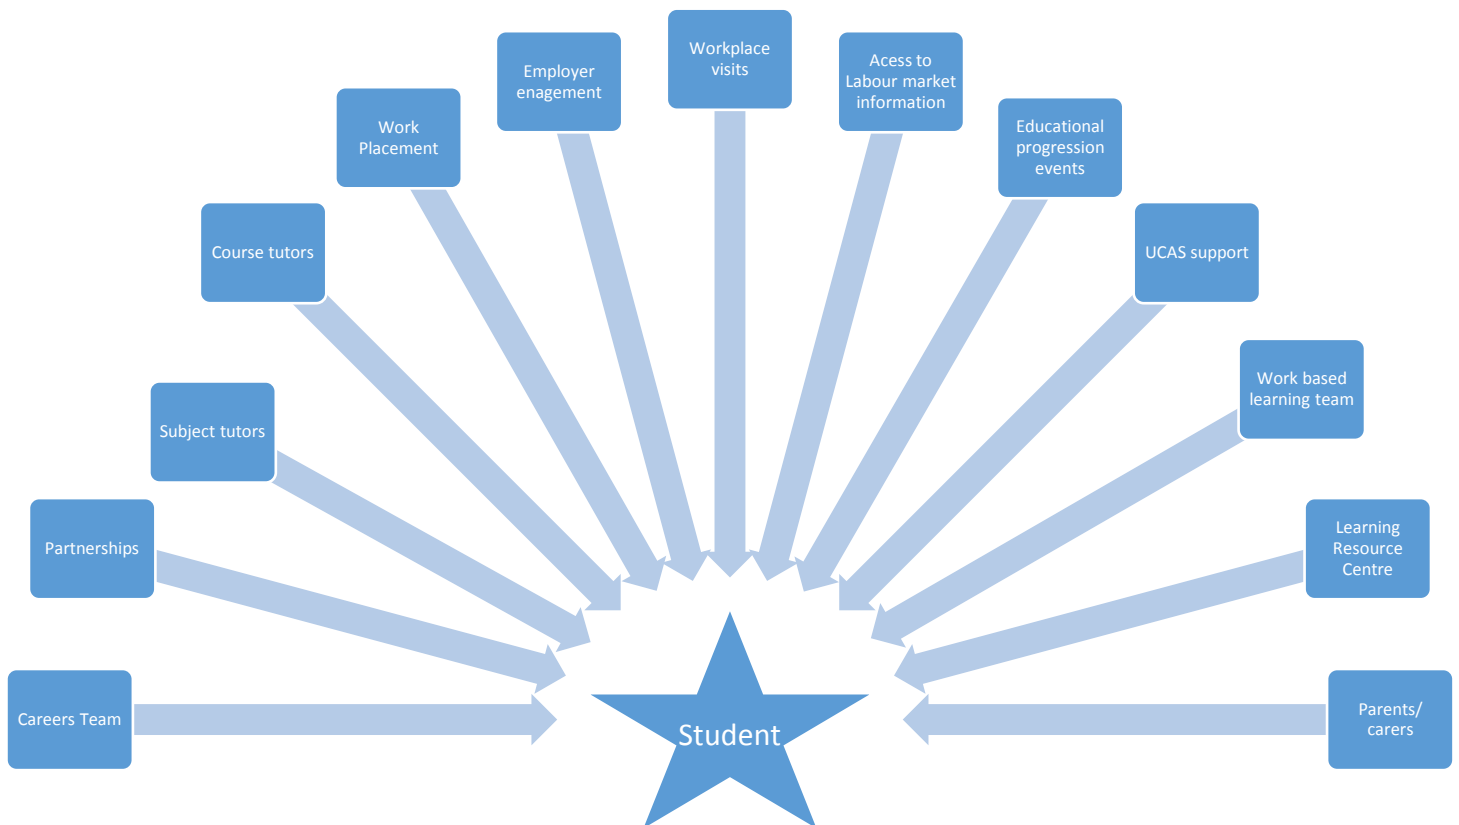 Workplace
visits
Employer
enagement
Acess to
Labour market
information
Work
Placement
Educational
progression
events
Course tutors
UCAS support
Subject tutors
Work based
learning team
Partnerships
Learning
Resource
Centre
Careers Team
Student
Parents/
carers